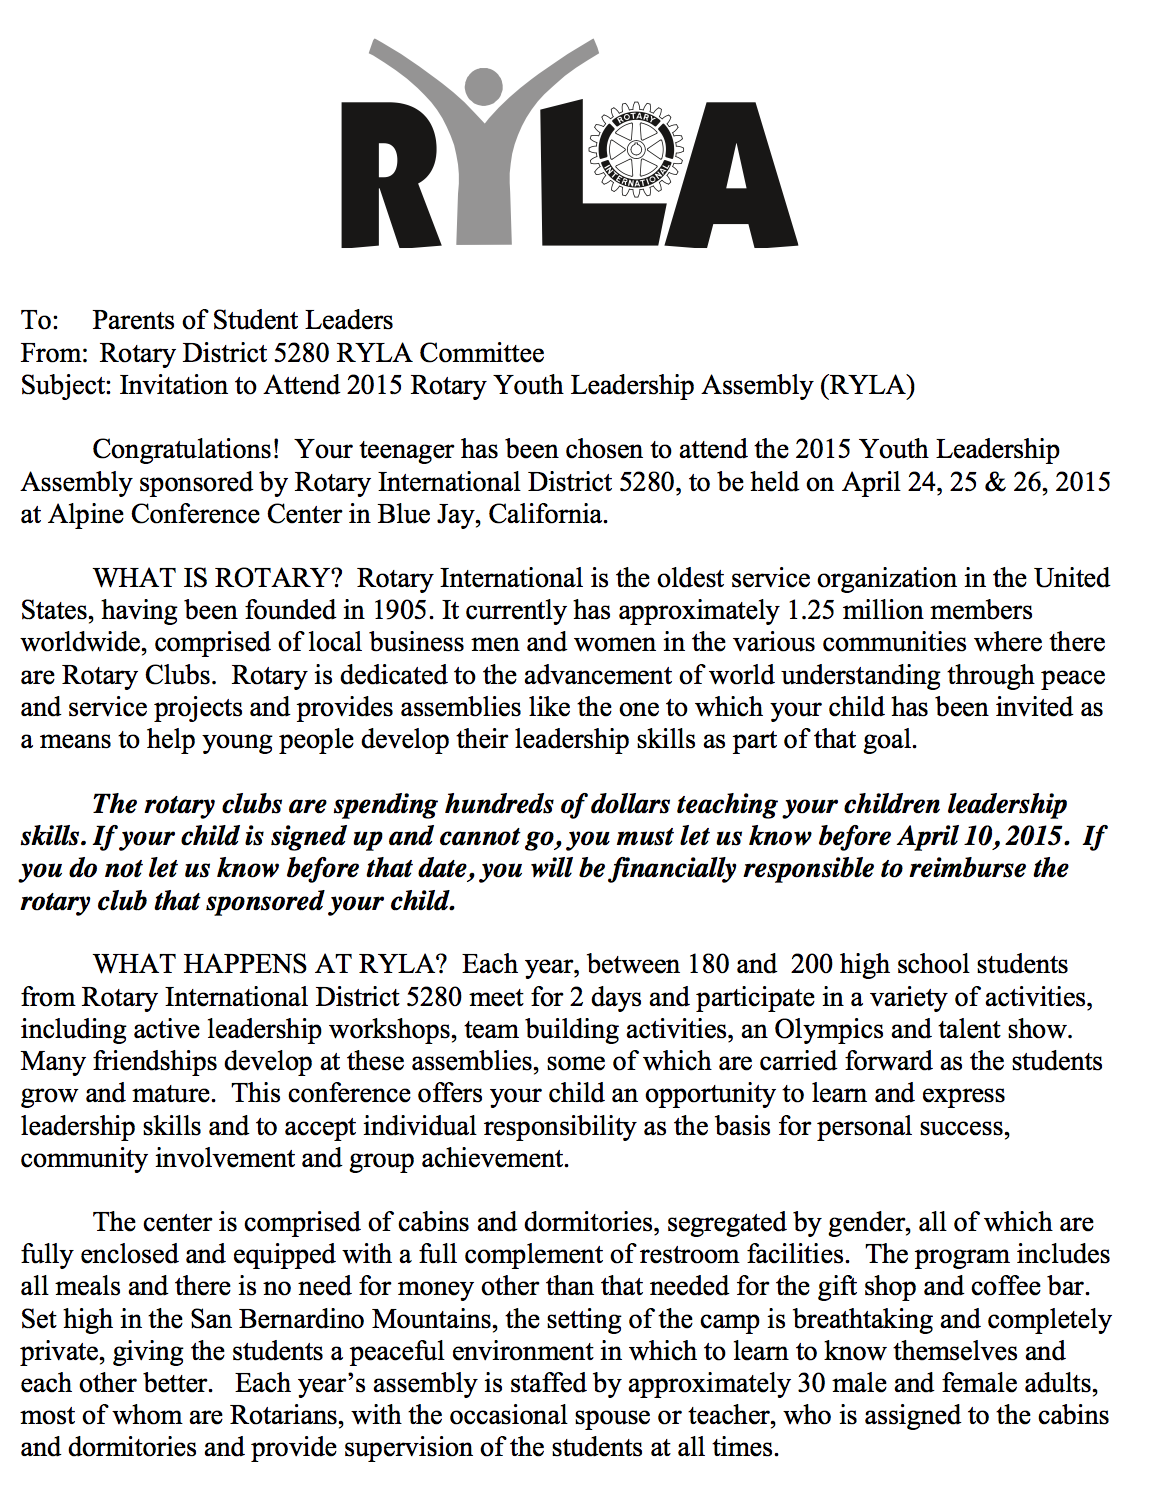 RYLA
ROTARY
INTERNATIONAL
To: Parents of Student Leaders
From: Rotary District 5280 RYLA Committee
Subject: Invitation to Attend 2015 Rotary Youth Leadership Assembly (RYLA)
Congratulations! Your teenager has been chosen to attend the 2015 Youth Leadership
Assembly sponsored by Rotary International District 5280, to be held on April 24, 25 & 26, 2015
at Alpine Conference Center in Blue Jay, California.
WHAT IS ROTARY? Rotary International is the oldest service organization in the United
States, having been founded in 1905. It currently has approximately 1.25 million members
worldwide, comprised of local business men and women in the various communities where there
are Rotary Clubs. Rotary is dedicated to the advancement of world understanding through peace
and service projects and provides assemblies like the one to which your child has been invited as
a means to help young people develop their leadership skills as part of that goal.
The rotary clubs are spending hundreds of dollars teaching your children leadership
skills. If your child is signed up and cannot go, you must let us know before April 10, 2015. If
you do not let us know before that date, you will be financially responsible to reimburse the
rotary club that sponsored your child.
WHAT HAPPENS AT RYLA? Each year, between 180 and 200 high school students
from Rotary International District 5280 meet for 2 days and participate in a variety of activities,
including active leadership workshops, team building activities, an Olympics and talent show.
Many friendships develop at these assemblies, some of which are carried forward as the students
grow and mature. This conference offers your child an opportunity to learn and express
leadership skills and to accept individual responsibility as the basis for personal success,
community involvement and group achievement.
The center is comprised of cabins and dormitories, segregated by gender, all of which are
fully enclosed and equipped with a full complement of restroom facilities. The program includes
all meals and there is no need for money other than that needed for the gift shop and coffee bar.
Set high in the San Bernardino Mountains, the setting of the camp is breathtaking and completely
private, giving the students a peaceful environment in which to learn to know themselves and
each other better. Each year’s assembly is staffed by approximately 30 male and female adults,
most of whom are Rotarians, with the occasional spouse or teacher, who is assigned to the cabins
and dormitories and provide supervision of the students at all times.